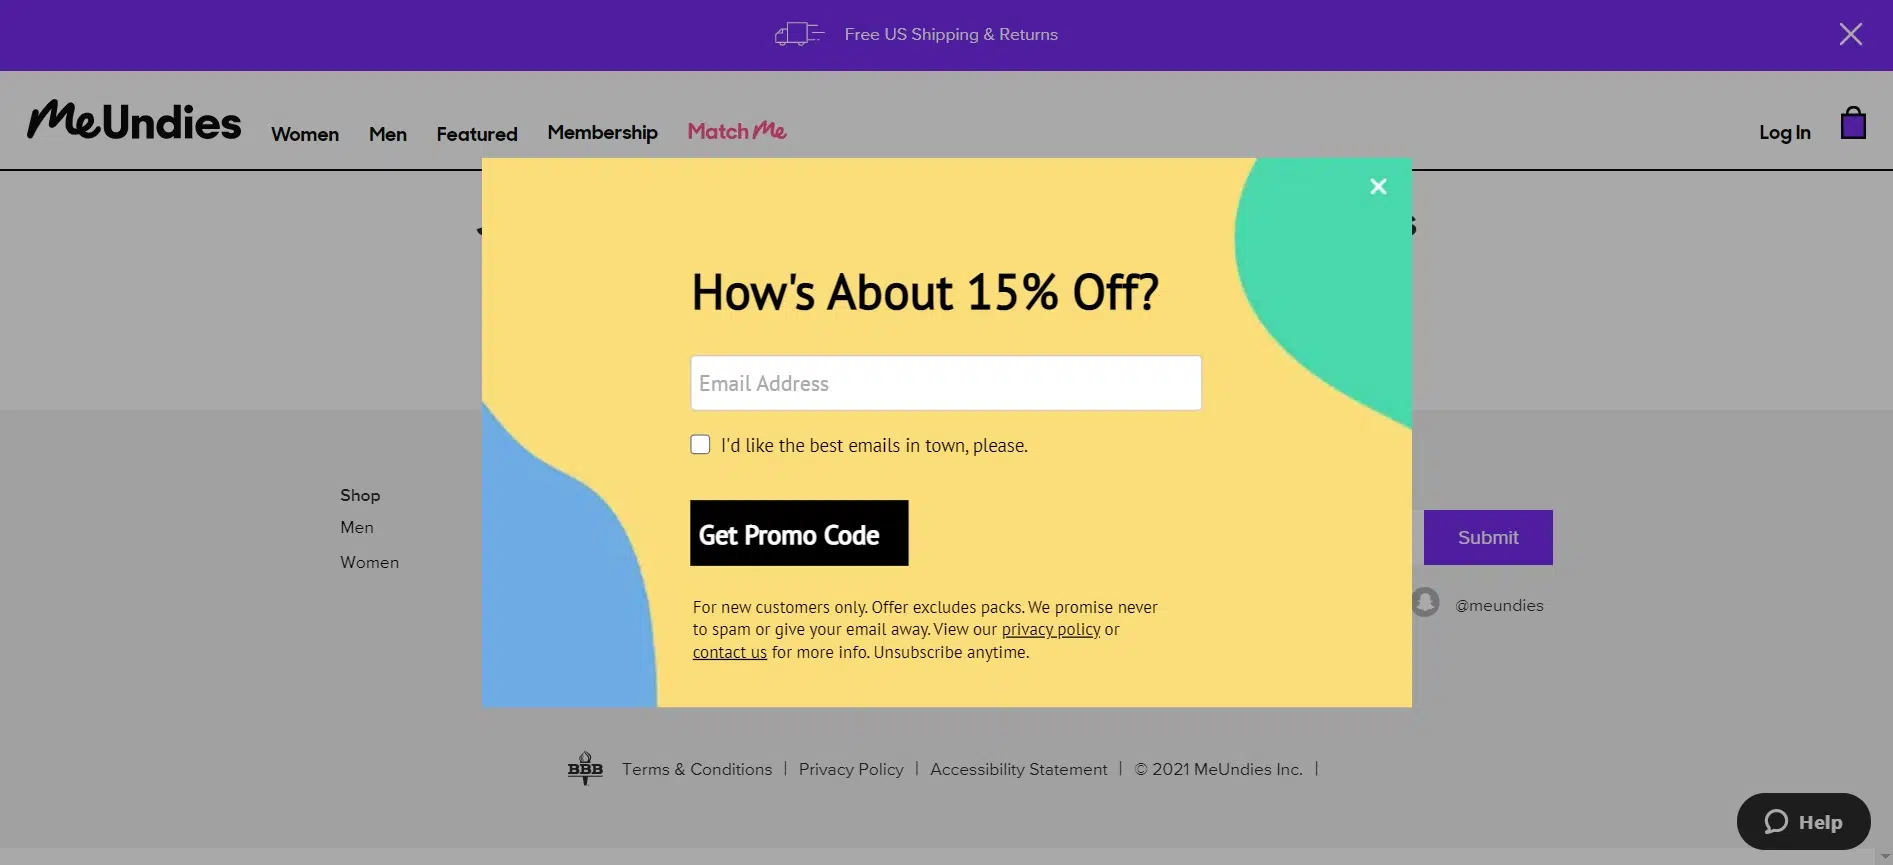 Free US Shipping & Returns
MeUndies
Women
Men
Featured
Membership
Match Me
Log In
How's About 15% Off?
Email Address
I'd like the best emails in town, please.
Get Promo Code
For new customers only. Offer excludes packs. We promise never
to spam or give your email away. View our privacy policy or
contact us for more info. Unsubscribe anytime.
Shop
Men
Women
Submit
@meundies
BBB
Terms & Conditions | Privacy Policy | Accessibility Statement | © 2021 MeUndies Inc. |
Help